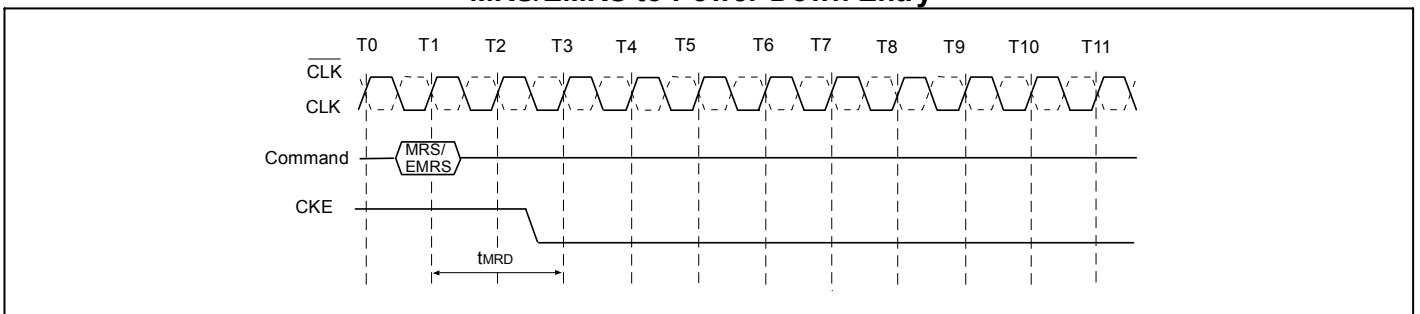 MRS/EMRS to Power Down Entry
T0 T1 T2 T3 T4 T5 T6 T7 T8 T9 T10 T11
CLK
CLK
Command
MRS/
EMRS
CKE
tMRD